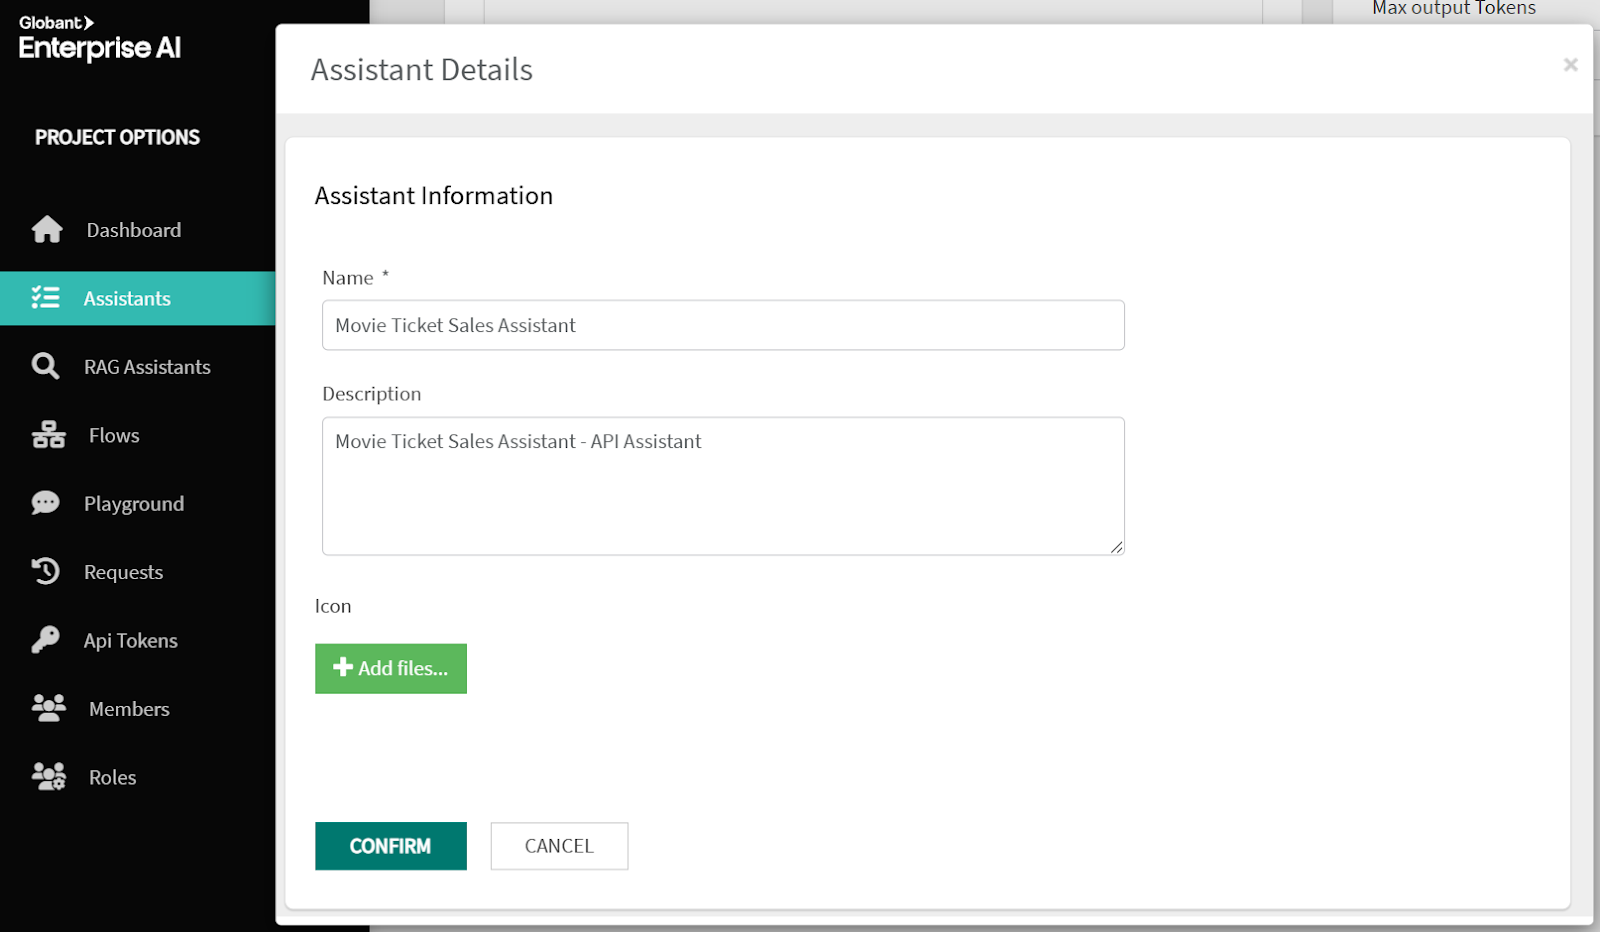 Globant
Enterprise AI
PROJECT OPTIONS
Dashboard
Assistants
RAG Assistants
Flows
Playground
Requests
Api Tokens
Members
Roles
Max output Tokens
Assistant Details
×
Assistant Information
Name *
Movie Ticket Sales Assistant
Description
Movie Ticket Sales Assistant - API Assistant
Icon
Add files...
CONFIRM
CANCEL